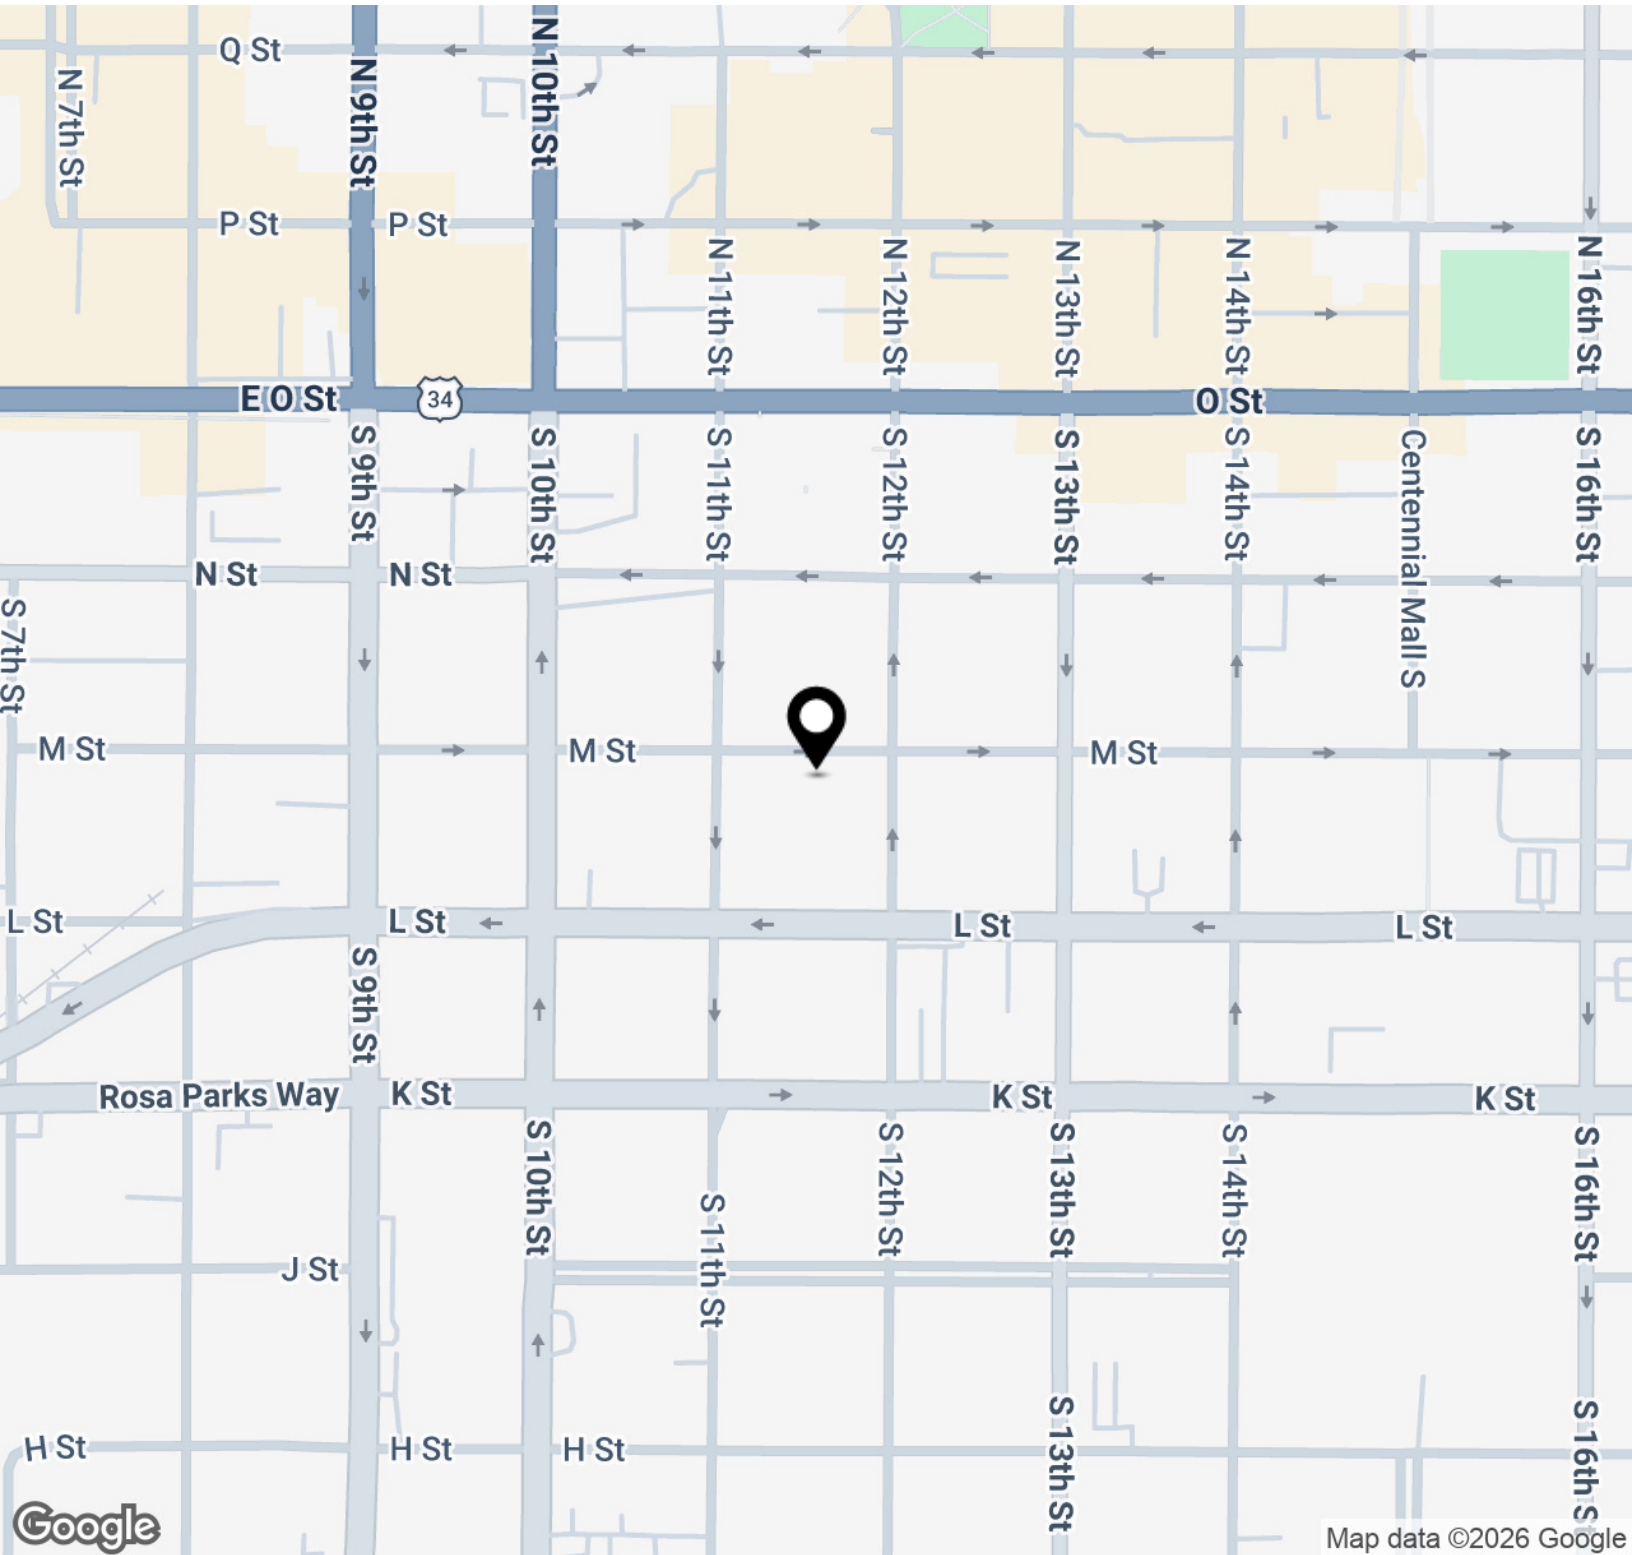 Q St
N 7th St
N 9th St
N 10th St
P St
P St
N 11th St
N 12th St
N 13th St
N 14th St
N 16th St
E O St
34
O St
S 9th St
S 10th St
S 11th St
S 12th St
S 13th St
S 14th St
Centennial Mall S
S 16th St
N St
N St
S 7th St
M St
M St
M St
L St
L St
L St
L St
S 9th St
Rosa Parks Way
K St
K St
K St
S 10th St
S 11th St
S 12th St
S 13th St
S 14th St
S 16th St
J St
H St
H St
H St
S 13th St
S 16th St
Google
Map data ©2026 Google